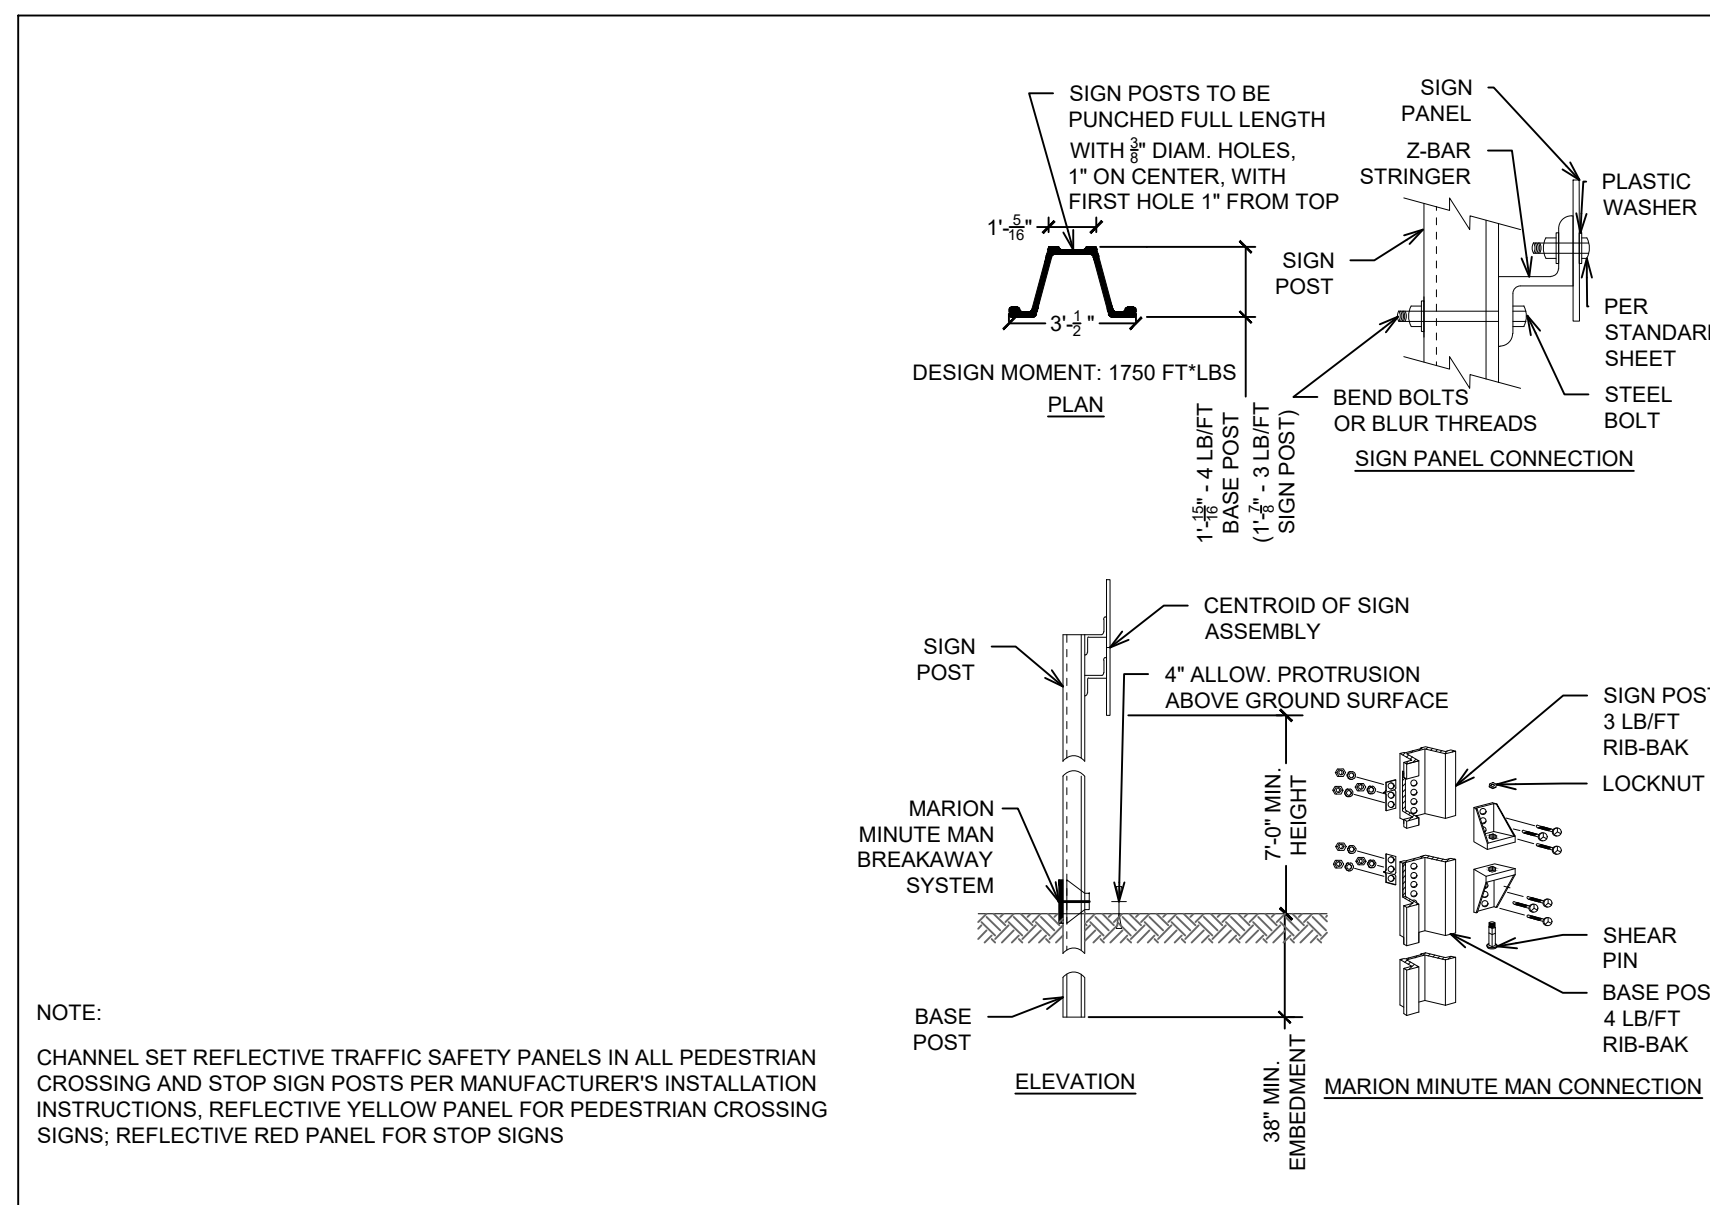 SIGN POSTS TO BE
PUNCHED FULL LENGTH
WITH 3/8" DIAM. HOLES,
1" ON CENTER, WITH
FIRST HOLE 1" FROM TOP
1'-5/16"
3'-1/2 "
DESIGN MOMENT: 1750 FT*LBS
PLAN
1'-15/16" - 4 LB/FT
BASE POST
(1'-7/8" - 3 LB/FT
SIGN POST)
SIGN
PANEL
Z-BAR
STRINGER
PLASTIC
WASHER
SIGN
POST
PER
STANDARD
SHEET
BEND BOLTS
OR BLUR THREADS
STEEL
BOLT
SIGN PANEL CONNECTION
CENTROID OF SIGN
ASSEMBLY
SIGN
POST
4" ALLOW. PROTRUSION
ABOVE GROUND SURFACE
MARION
MINUTE MAN
BREAKAWAY
SYSTEM
7'-0" MIN.
HEIGHT
BASE
POST
38" MIN.
EMBEDMENT
ELEVATION
SIGN POST
3 LB/FT
RIB-BAK
LOCKNUT
SHEAR
PIN
BASE POS
4 LB/FT
RIB-BAK
MARION MINUTE MAN CONNECTION
NOTE:
CHANNEL SET REFLECTIVE TRAFFIC SAFETY PANELS IN ALL PEDESTRIAN
CROSSING AND STOP SIGN POSTS PER MANUFACTURER'S INSTALLATION
INSTRUCTIONS, REFLECTIVE YELLOW PANEL FOR PEDESTRIAN CROSSING
SIGNS; REFLECTIVE RED PANEL FOR STOP SIGNS